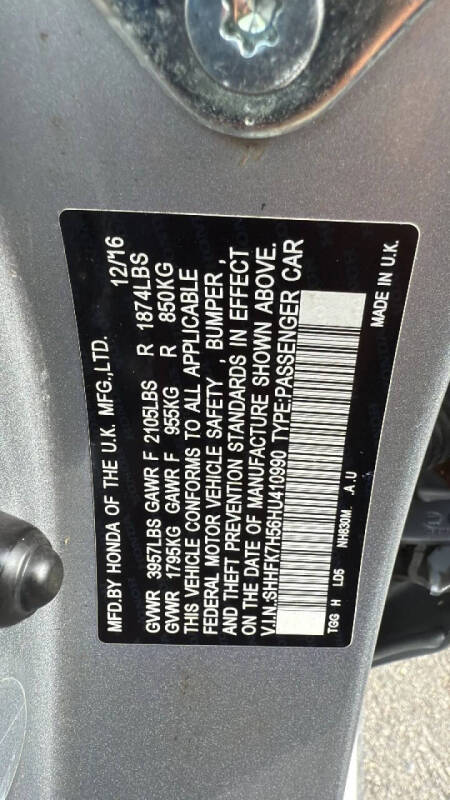 MFD.BY HONDA OF THE U.K. MFG.,LTD. 12/16
GVWR 3957LBS GAWR F 2105LBS R 1874LBS
GVWR 1795KG GAWR F 955KG R 850KG
THIS VEHICLE CONFORMS TO ALL APPLICABLE
FEDERAL MOTOR VEHICLE SAFETY , BUMPER ,
AND THEFT PREVENTION STANDARDS IN EFFECT
ON THE DATE OF MANUFACTURE SHOWN ABOVE.
V.I.N.:SHHFK7H56HU410990 TYPE:PASSENGER CAR
TGG H LD5 NH830M. .A.U MADE IN U.K.